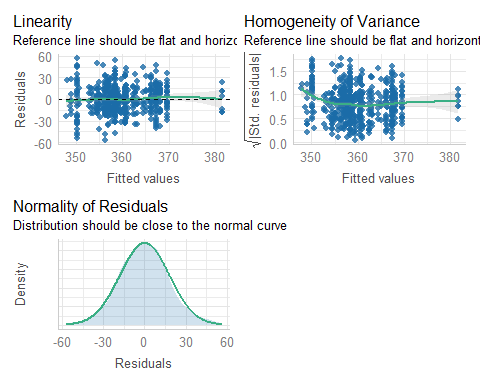 Linearity
Reference line should be flat and horizo
Residuals
60
30
0
-30
-60
350
360
370
380
Fitted values
Homogeneity of Variance
Reference line should be flat and horizont
√|Std. residuals|
1.5
1.0
0.5
0.0
350
360
370
380
Fitted values
Normality of Residuals
Distribution should be close to the normal curve
Density
-60
-30
0
30
60
Residuals